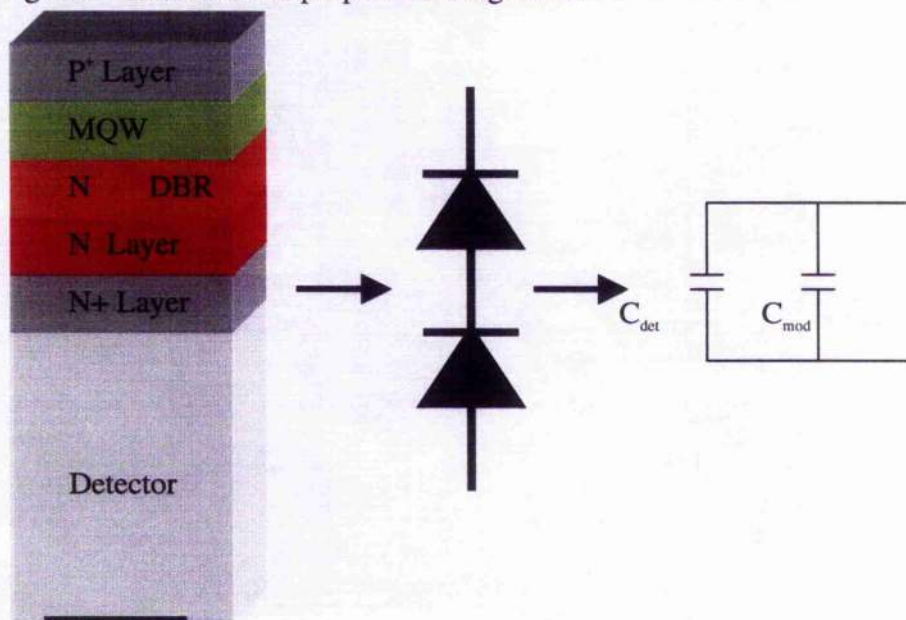 P⁺ Layer
MQW
N DBR
N Layer
N+ Layer
Detector
C_det
C_mod